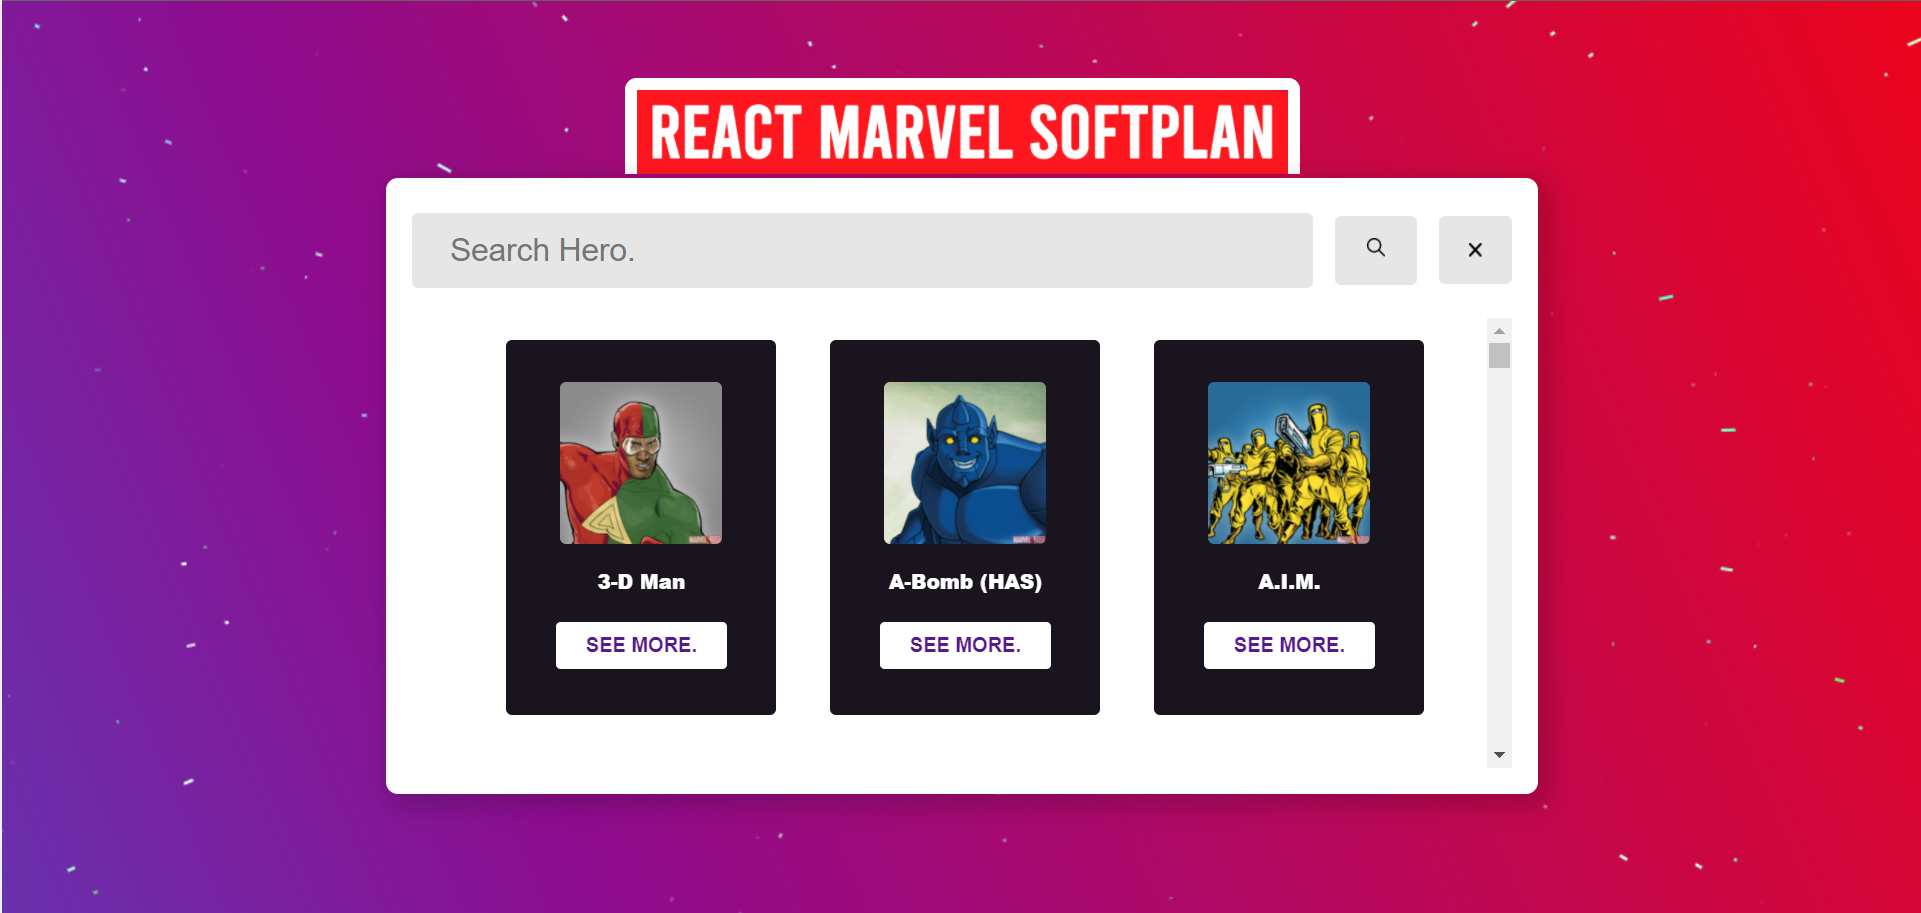 REACT MARVEL SOFTPLAN
Search Hero.
3-D Man
A-Bomb (HAS)
A.I.M.
SEE MORE.
SEE MORE.
SEE MORE.